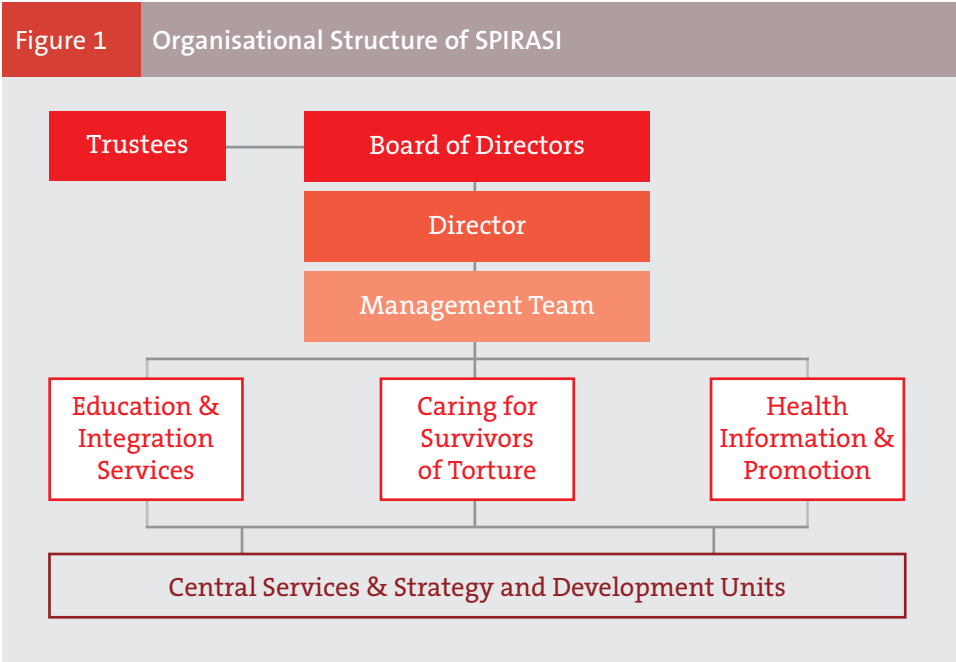 Figure 1 Organisational Structure of SPIRASI
Trustees
Board of Directors
Director
Management Team
Education &
Integration
Services
Caring for
Survivors
of Torture
Health
Information &
Promotion
Central Services & Strategy and Development Units